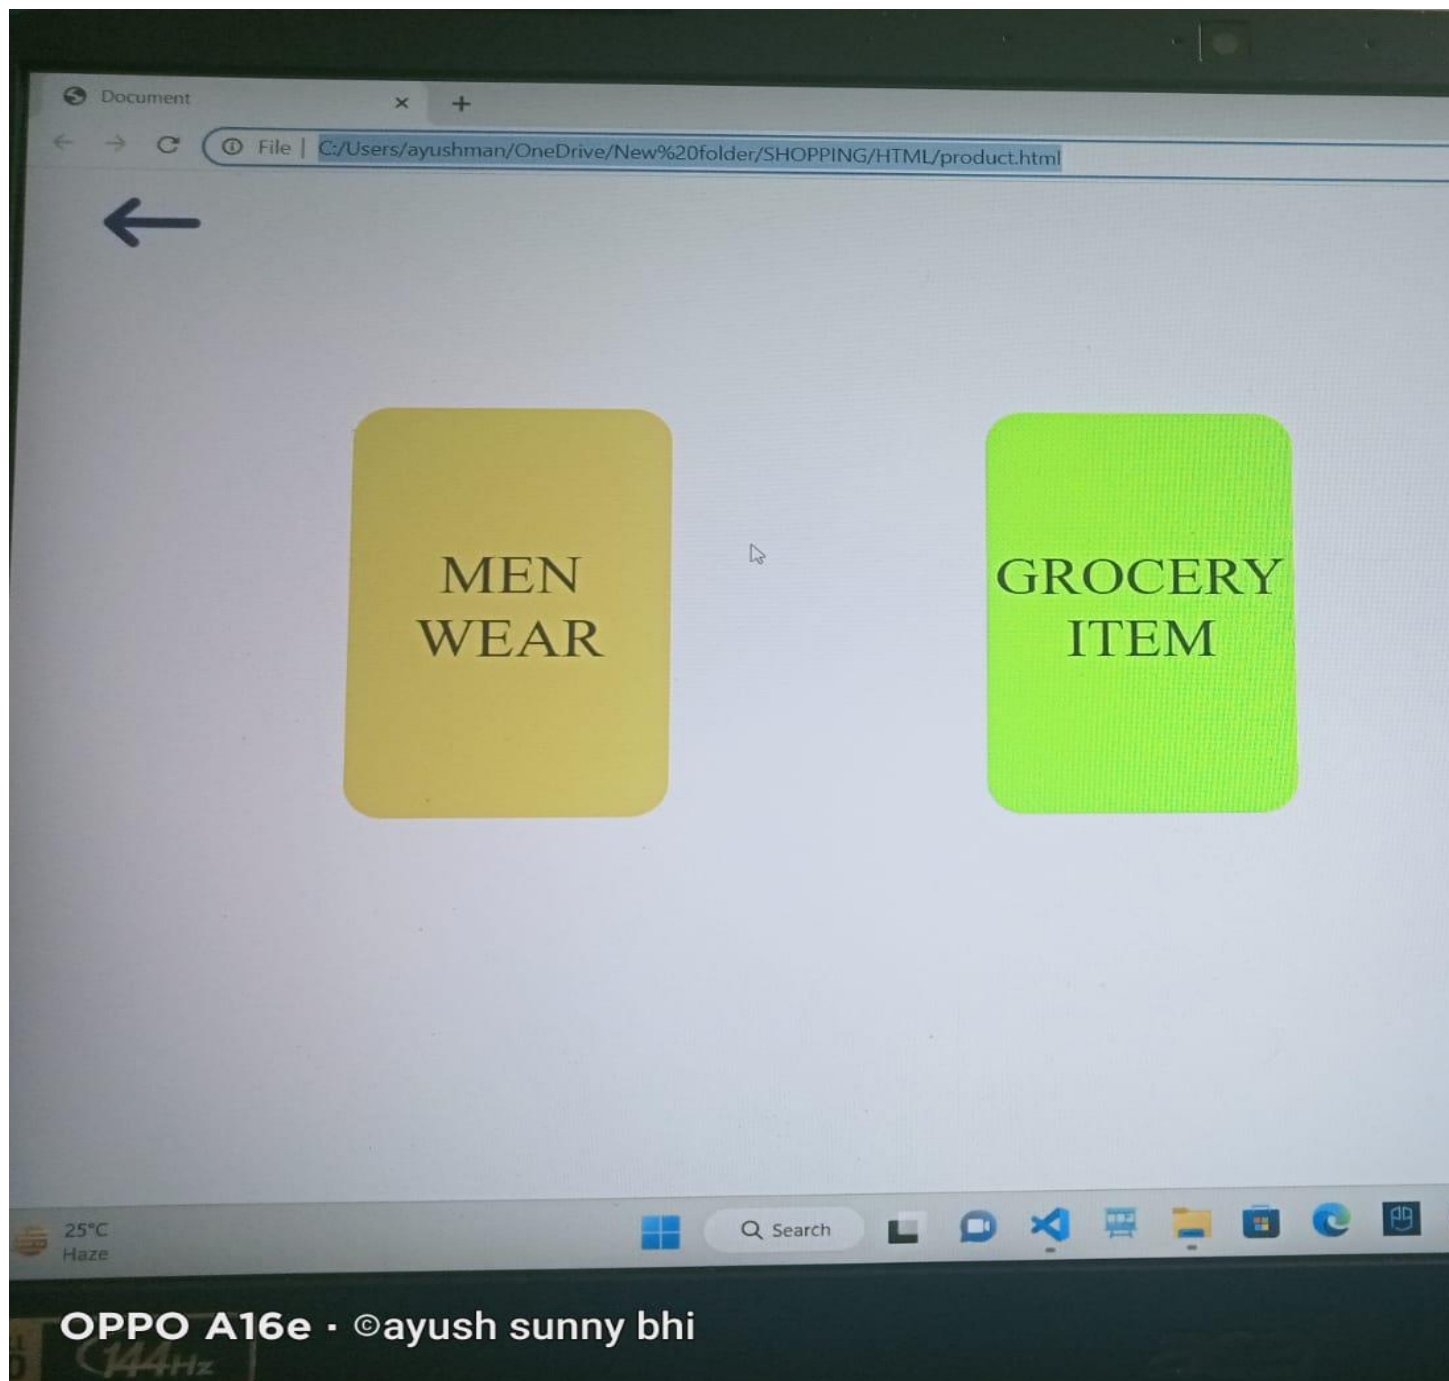 Document
File | C:/Users/ayushman/OneDrive/New%20folder/SHOPPING/HTML/product.html
MEN
WEAR
GROCERY
ITEM
25°C
Haze
Search
OPPO A16e · ©ayush sunny bhi
144Hz